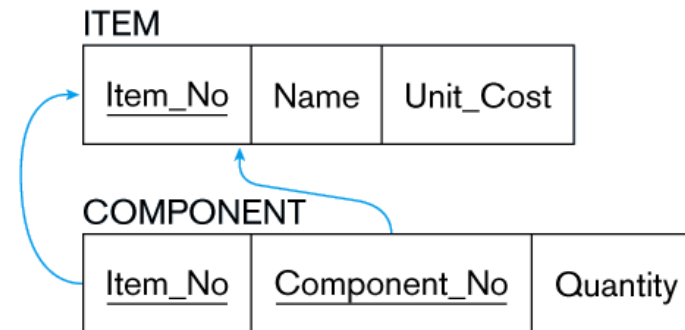 ITEM
Item_No Name Unit_Cost
COMPONENT
Item_No Component_No Quantity